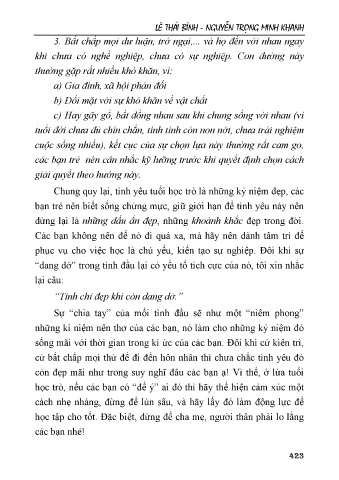 LÊ THÁI BÌNH - NGUYỄN TRỌNG MINH KHANH
3. Bất chấp mọi dư luận, trở ngại,... và họ đến với nhau ngay
khi chưa có nghề nghiệp, chưa có sự nghiệp. Con đường này
thường gặp rất nhiều khó khăn, vì:
a) Gia đình, xã hội phản đối
b) Đối mặt với sự khó khăn về vật chất
c) Hay gây gổ, bất đồng nhau sau khi chung sống với nhau (vì
tuổi đời chưa đủ chín chắn, tính tình còn non nớt, chưa trải nghiệm
cuộc sống nhiều), kết cục của sự chọn lựa này thường rất cam go,
các bạn trẻ nên cân nhắc kỹ lưỡng trước khi quyết định chọn cách
giải quyết theo hướng này.
Chung quy lại, tình yêu tuổi học trò là những kỷ niệm đẹp, các
bạn trẻ nên biết sống chừng mực, giữ giới hạn để tình yêu này nên
dừng lại là những dấu ấn đẹp, những khoảnh khắc đẹp trong đời.
Các bạn không nên để nó đi quá xa, mà hãy nên dành tâm trí để
phục vụ cho việc học là chủ yếu, kiến tạo sự nghiệp. Đôi khi sự
“dang dở” trong tình đầu lại có yếu tố tích cực của nó, tôi xin nhắc
lại câu:
“Tình chỉ đẹp khi còn dang dở.”
Sự “chia tay” của mối tình đầu sẽ như một “niêm phong”
những kỉ niệm nên thơ của các bạn, nó làm cho những kỷ niệm đó
sống mãi với thời gian trong kí ức của các bạn. Đôi khi cứ kiên trì,
cứ bất chấp mọi thứ để đi đến hôn nhân thì chưa chắc tình yêu đó
còn đẹp mãi như trong suy nghĩ đâu các bạn ạ! Vì thế, ở lứa tuổi
học trò, nếu các bạn có “để ý” ai đó thì hãy thể hiện cảm xúc một
cách nhẹ nhàng, đừng để lún sâu, và hãy lấy đó làm động lực để
học tập cho tốt. Đặc biệt, đừng để cha mẹ, người thân phải lo lắng
các bạn nhé!
423